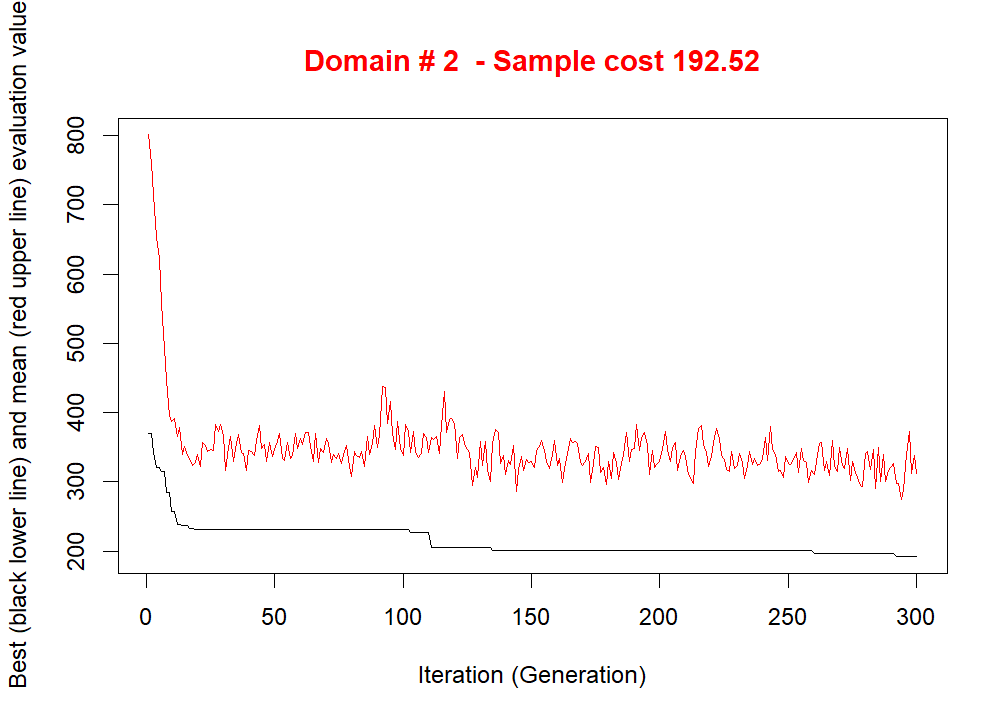 Domain # 2  - Sample cost 192.52
Best (black lower line) and mean (red upper line) evaluation value
800
700
600
500
400
300
200
0 50 100 150 200 250 300
Iteration (Generation)